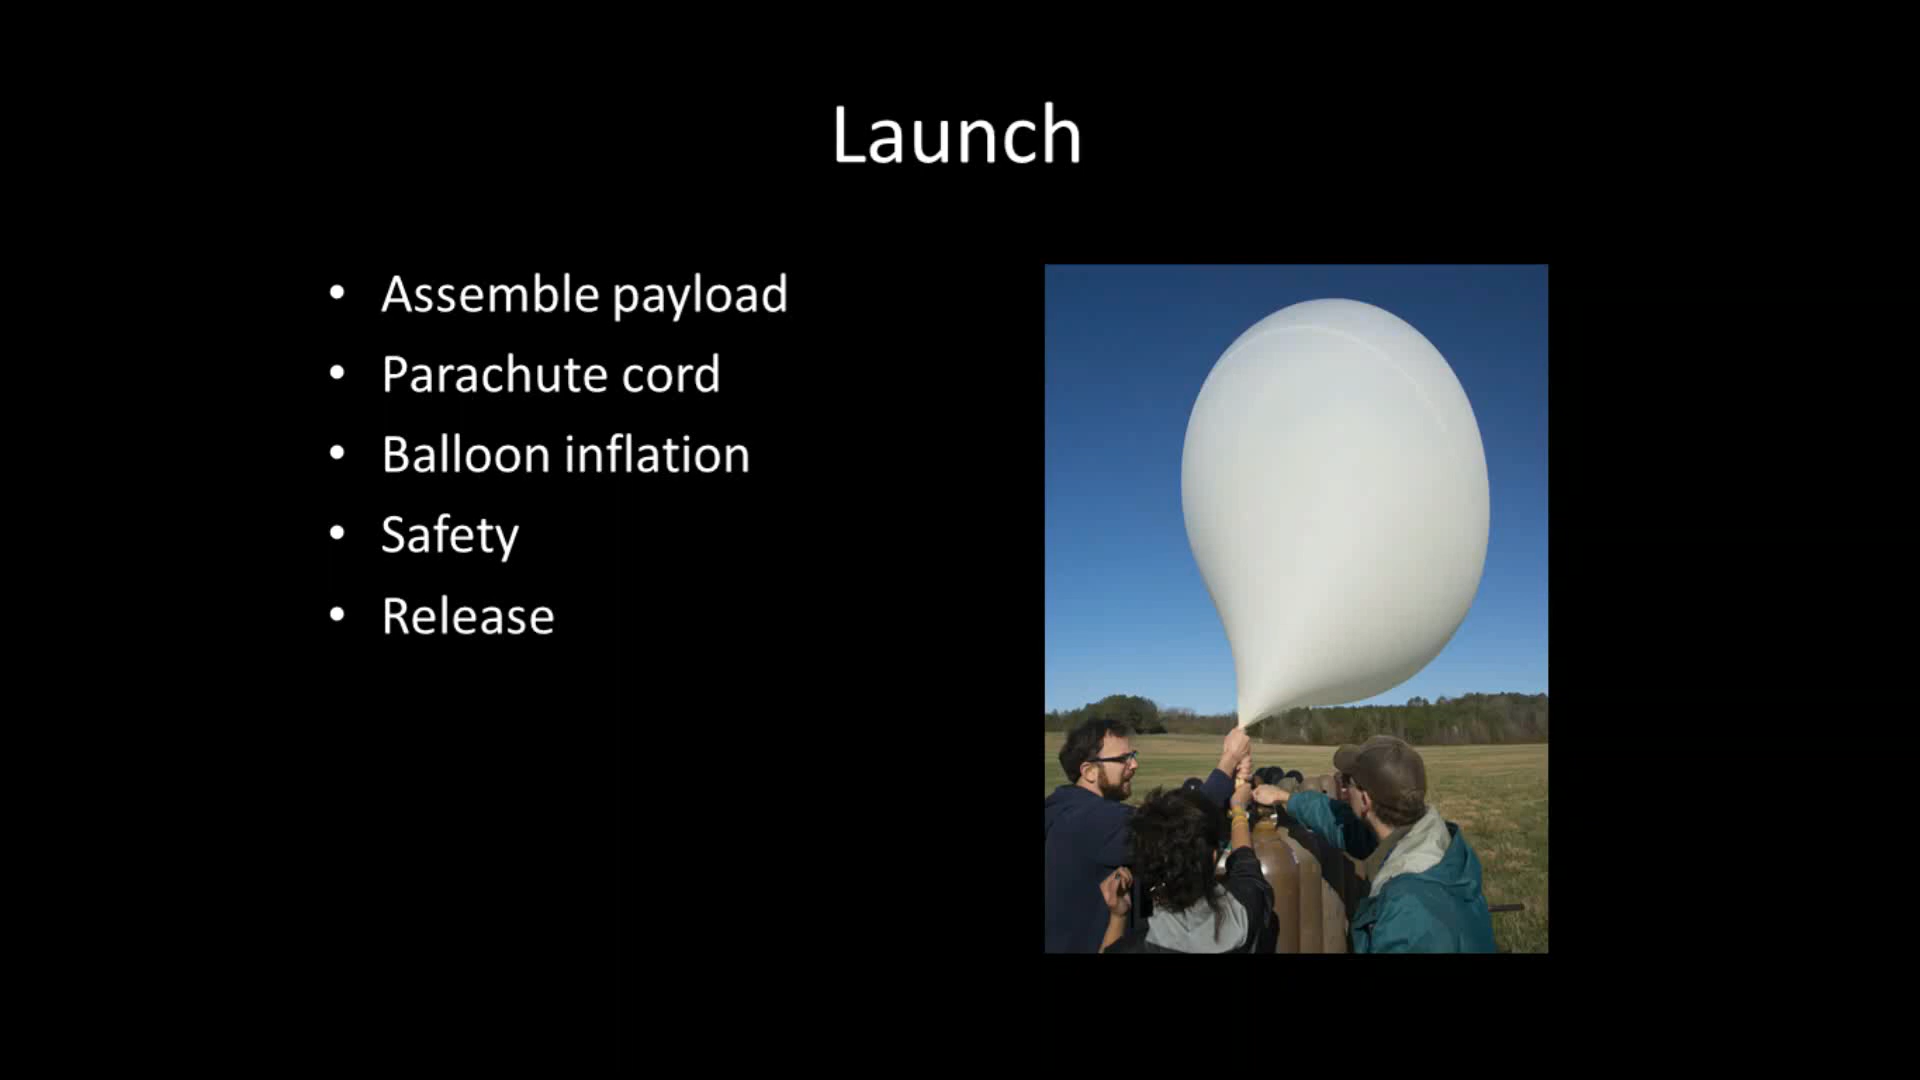 Launch
• Assemble payload
• Parachute cord
• Balloon inflation
• Safety
• Release